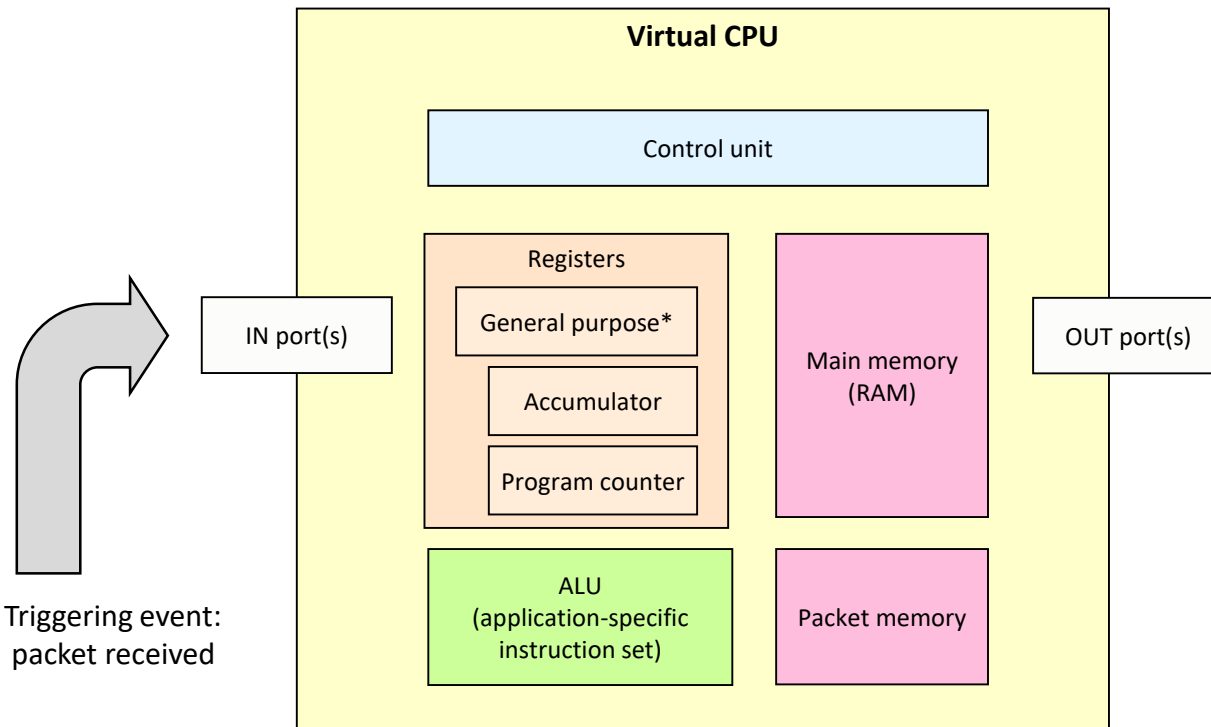 Virtual CPU
Control unit
Registers
General purpose*
Accumulator
Program counter
Main memory
(RAM)
IN port(s)
OUT port(s)
ALU
(application-specific
instruction set)
Packet memory
Triggering event:
packet received